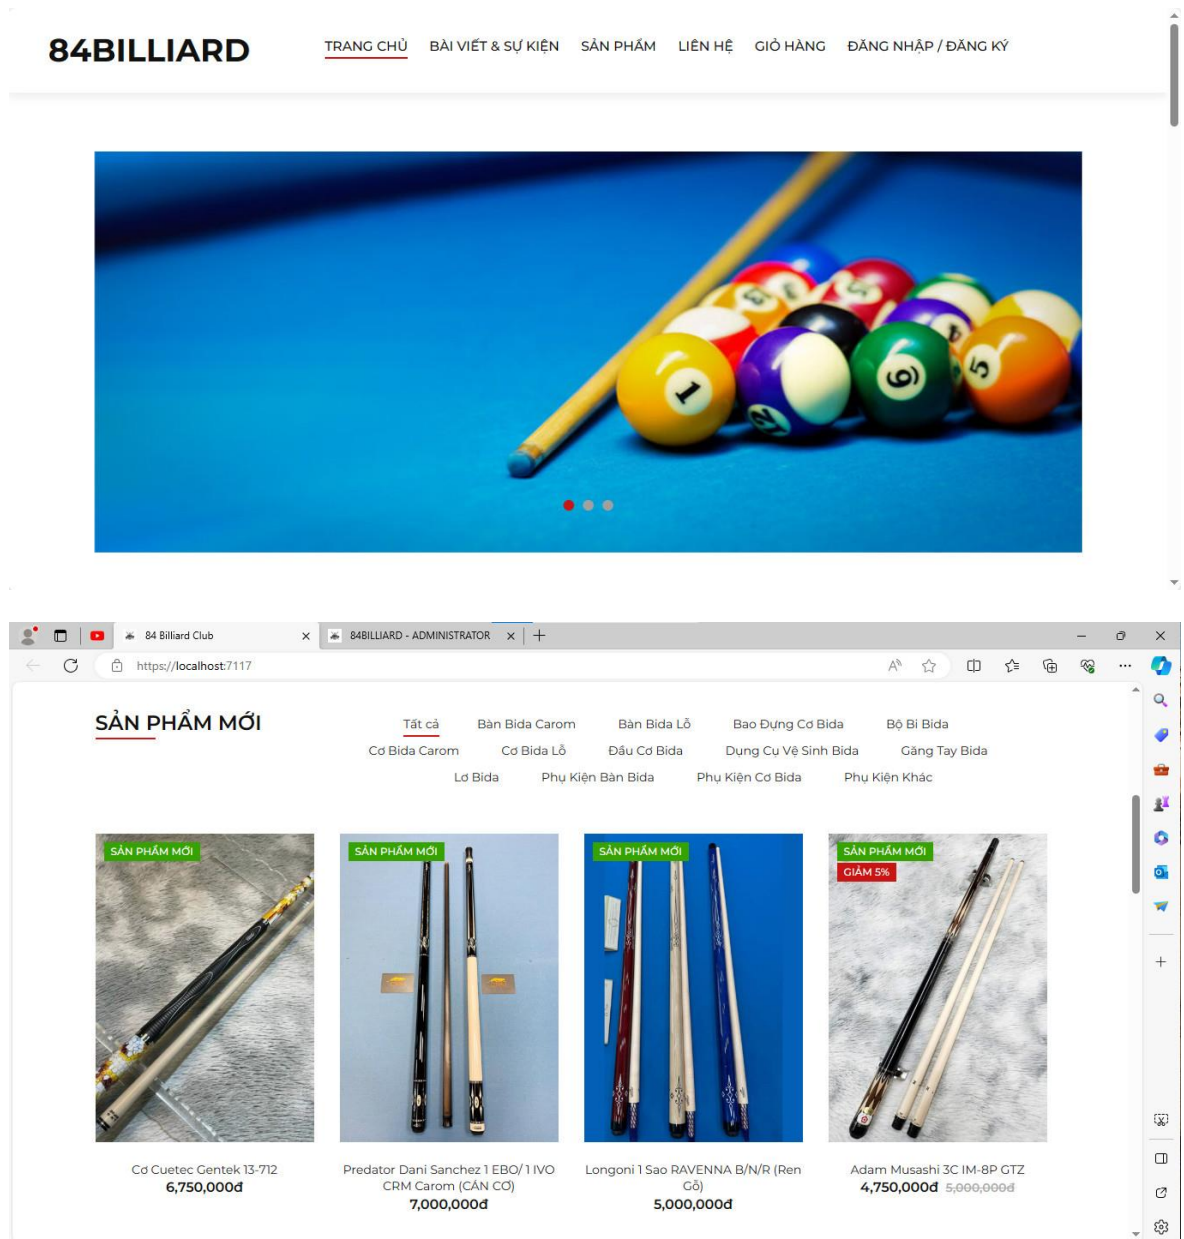 84BILLIARD
TRANG CHỦ BÀI VIẾT & SỰ KIỆN SẢN PHẨM LIÊN HỆ GIỎ HÀNG ĐĂNG NHẬP / ĐĂNG KÝ
1
12
9
5
4
13
84 Billiard Club
84BILLIARD - ADMINISTRATOR
https://localhost:7117
SẢN PHẨM MỚI
Tất cả Bàn Bida Carom Bàn Bida Lỗ Bao Đựng Cơ Bida Bộ Bi Bida
Cơ Bida Carom Cơ Bida Lỗ Đầu Cơ Bida Dụng Cụ Vệ Sinh Bida Găng Tay Bida
Lơ Bida Phụ Kiện Bàn Bida Phụ Kiện Cơ Bida Phụ Kiện Khác
SẢN PHẨM MỚI SẢN PHẨM MỚI SẢN PHẨM MỚI SẢN PHẨM MỚI
GIẢM 5%
Cơ Cuetec Gentek 13-712
6,750,000đ
Predator Dani Sanchez 1 EBO/ 1 IVO
CRM Carom (CÁN CƠ)
7,000,000đ
Longoni 1 Sao RAVENNA B/N/R (Ren
Gỗ)
5,000,000đ
Adam Musashi 3C IM-8P GTZ
4,750,000đ 5,000,000đ